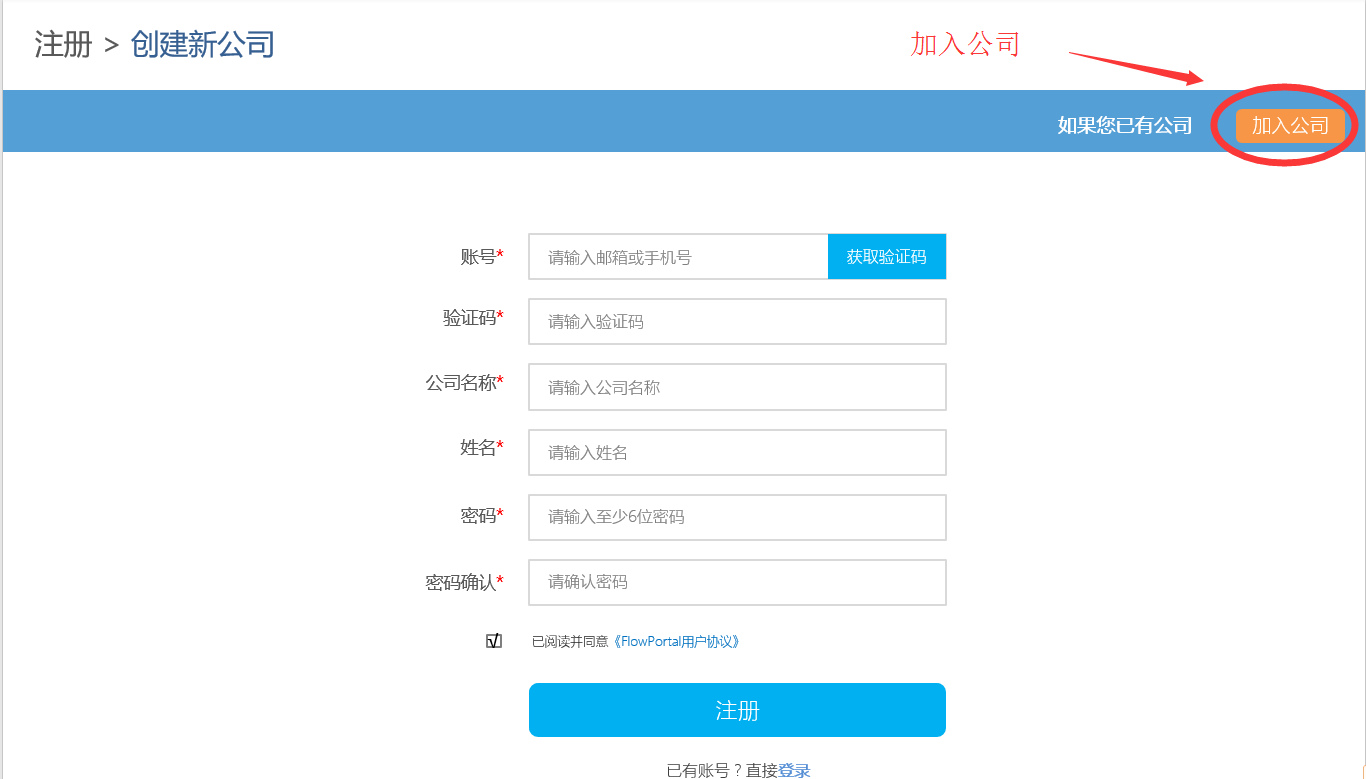 注册 > 创建新公司
加入公司
如果您已有公司 加入公司
账号* 请输入邮箱或手机号 获取验证码
验证码* 请输入验证码
公司名称* 请输入公司名称
姓名* 请输入姓名
密码* 请输入至少6位密码
密码确认* 请确认密码
已阅读并同意《FlowPortal用户协议》
注册
已有账号？直接登录